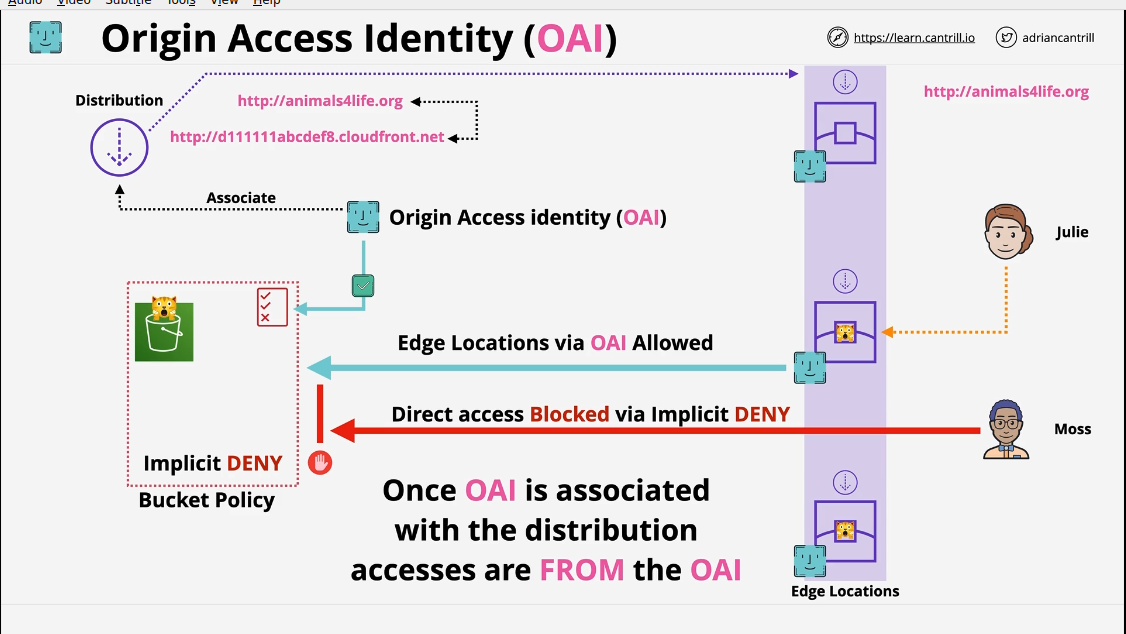 Audio Video Subtitle Tools View Help
Origin Access Identity (OAI)
https://learn.cantrill.io
adriancantrill
Distribution
http://animals4life.org
http://animals4life.org
http://d111111abcdef8.cloudfront.net
Associate
Origin Access identity (OAI)
Julie
Edge Locations via OAI Allowed
Direct access Blocked via Implicit DENY
Moss
Implicit DENY
Bucket Policy
Once OAI is associated
with the distribution
accesses are FROM the OAI
Edge Locations